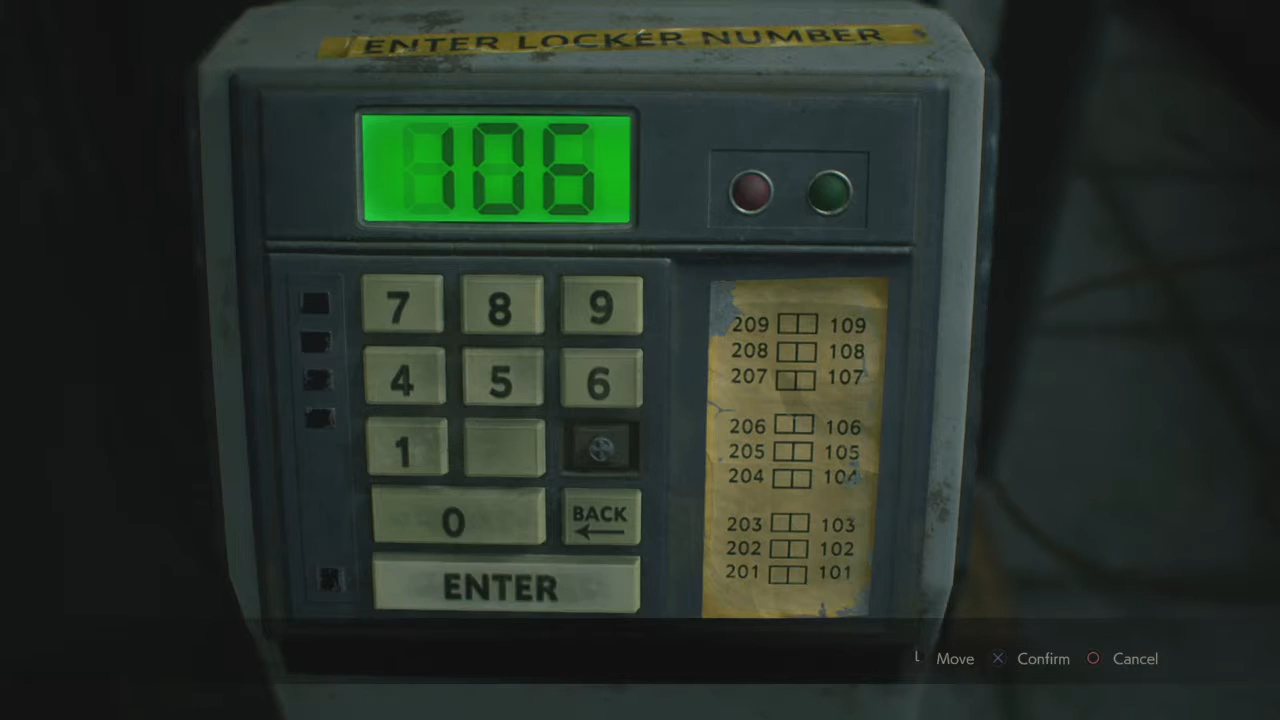 ENTER LOCKER NUMBER
106
7 8 9
4 5 6
1
0 BACK
ENTER
209 109
208 108
207 107
206 106
205 105
204 104
203 103
202 102
201 101
L Move Confirm Cancel